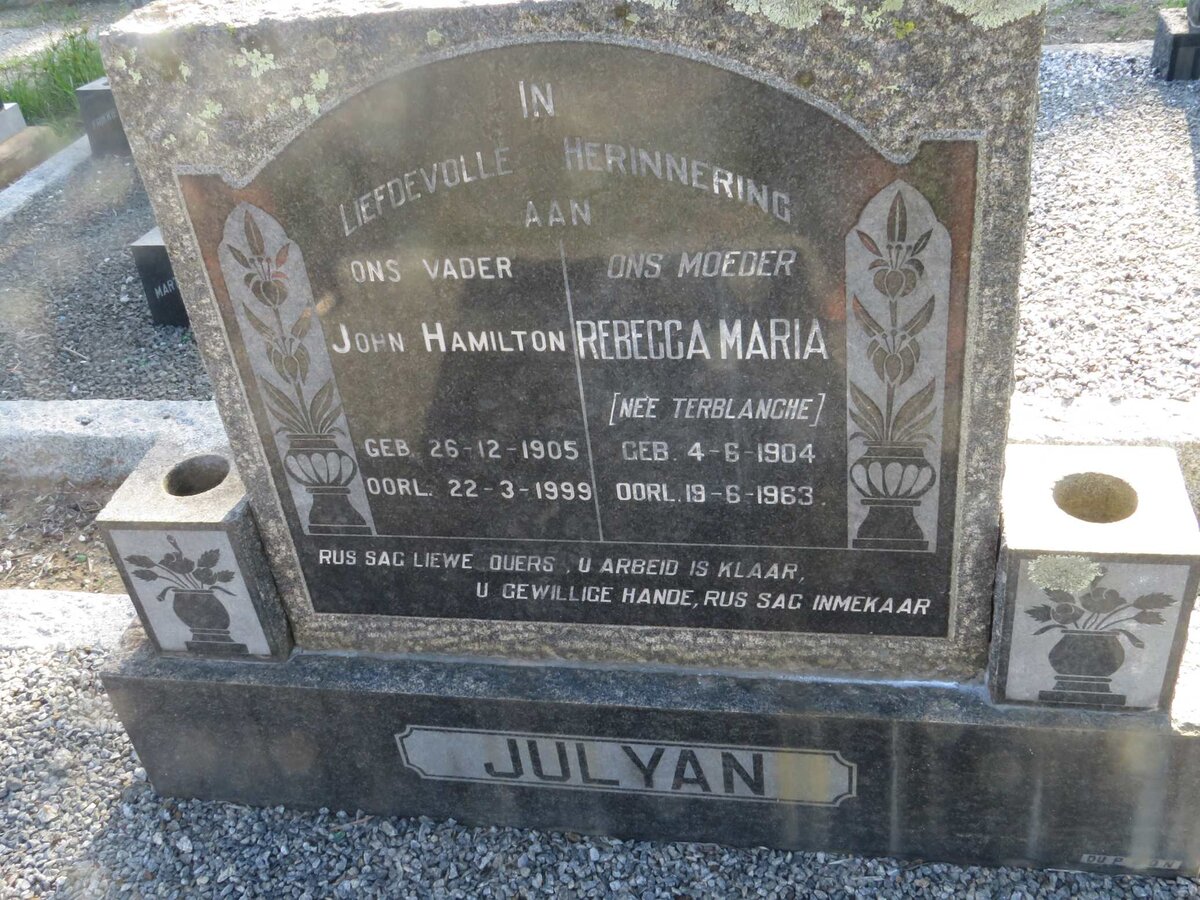 IN
LIEFDEVOLLE HERINNERING
AAN
ONS VADER
JOHN HAMILTON
GEB. 26-12-1905
OORL. 22-3-1999
ONS MOEDER
REBECCA MARIA
[NÉE TERBLANCHE]
GEB. 4-6-1904
OORL. 19-6-1963.
RUS SAG LIEWE OUERS, U ARBEID IS KLAAR,
U GEWILLIGE HANDE, RUS SAG INMEKAAR
JULYAN